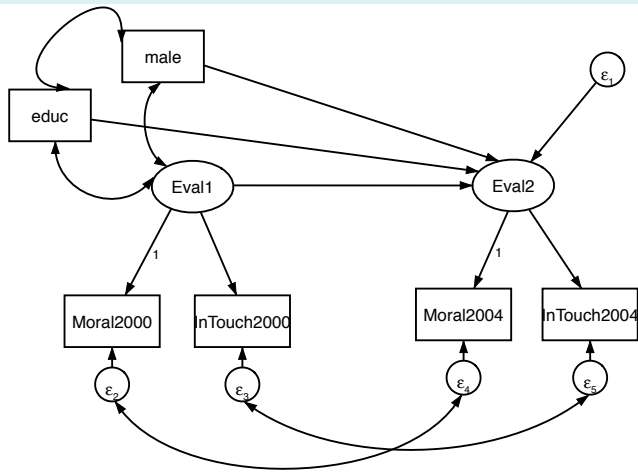 male
ε1
educ
Eval1
Eval2
1
1
Moral2000
InTouch2000
Moral2004
InTouch2004
ε2
ε3
ε4
ε5